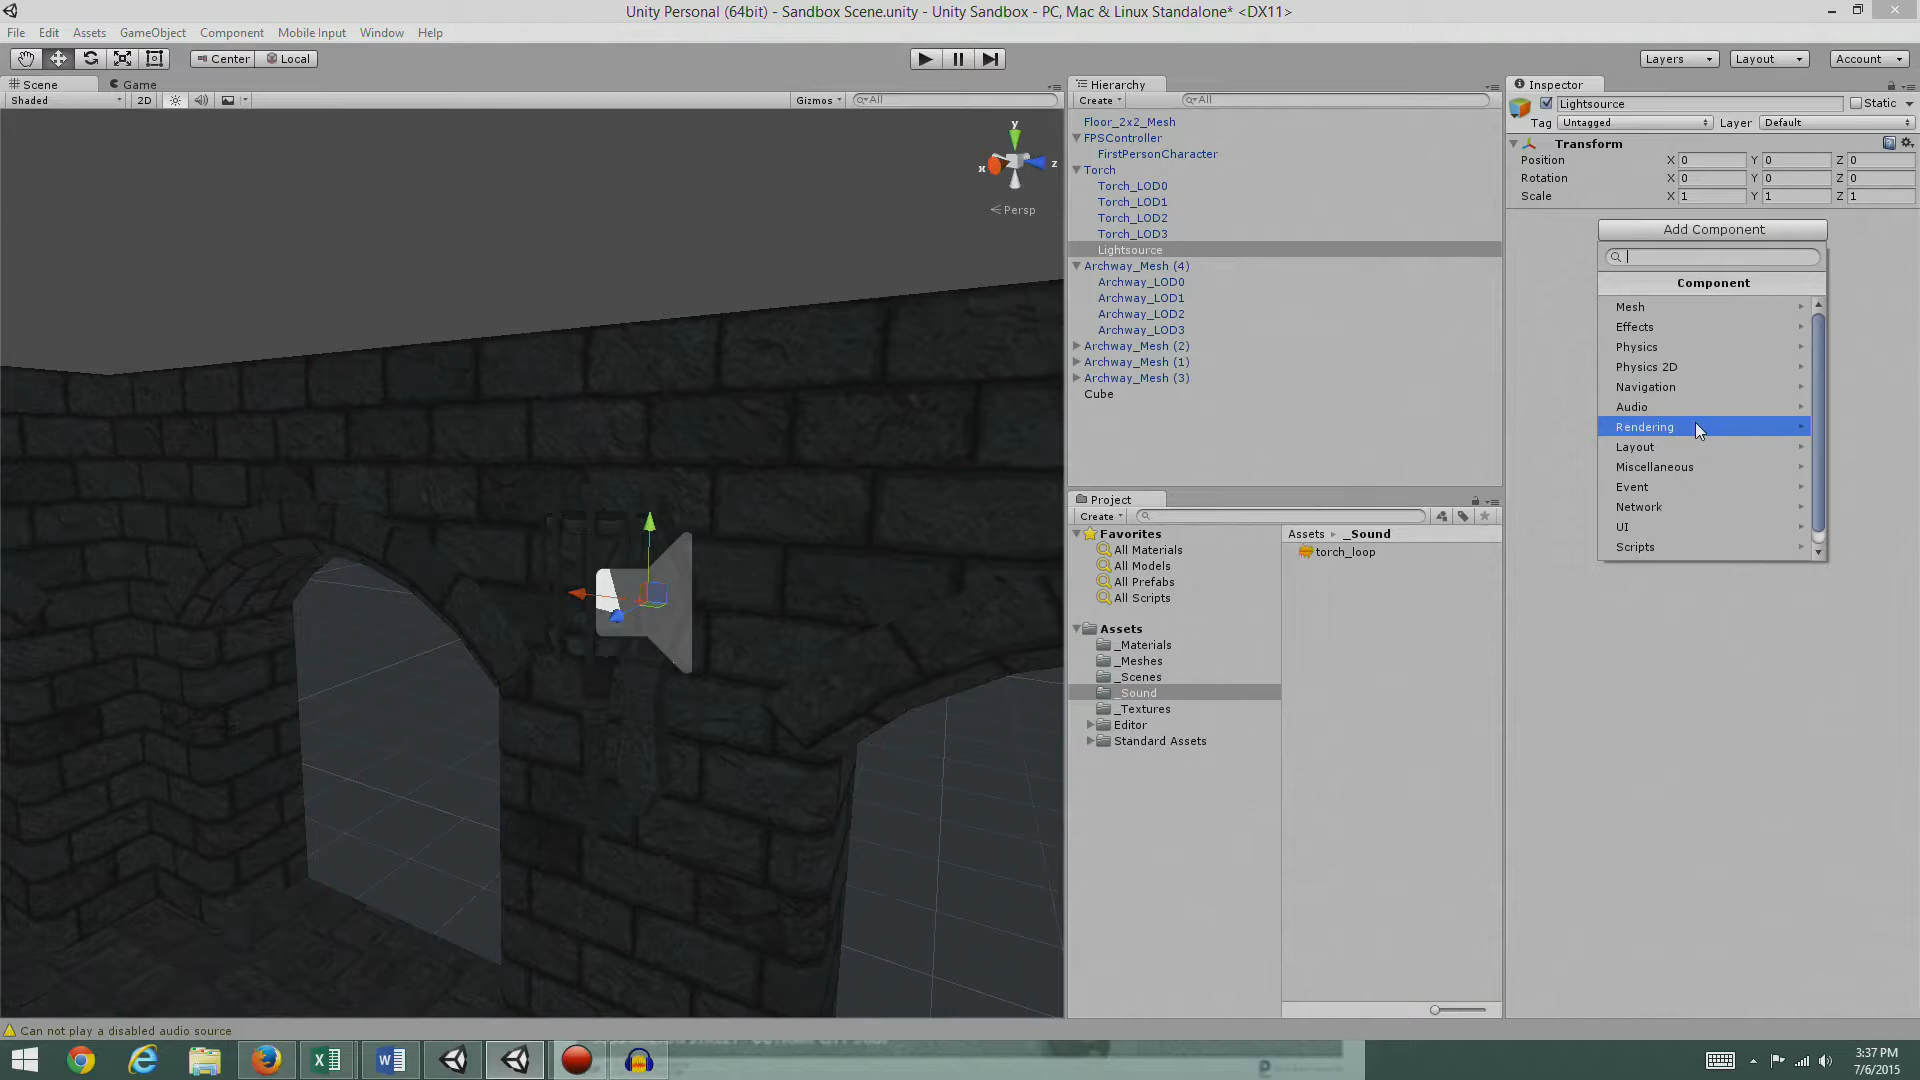 Unity Personal (64bit) - Sandbox Scene.unity - Unity Sandbox - PC, Mac & Linux Standalone* <DX11>
File Edit Assets GameObject Component Mobile Input Window Help
Center Local
Layers Layout Account
Scene Game
Shaded 2D Gizmos All
y
x z
Persp
Hierarchy
Create All
Floor_2x2_Mesh
FPSController
FirstPersonCharacter
Torch
Torch_LOD0
Torch_LOD1
Torch_LOD2
Torch_LOD3
Lightsource
Archway_Mesh (4)
Archway_LOD0
Archway_LOD1
Archway_LOD2
Archway_LOD3
Archway_Mesh (2)
Archway_Mesh (1)
Archway_Mesh (3)
Cube
Project
Create
Favorites
All Materials
All Models
All Prefabs
All Scripts
Assets
_Materials
_Meshes
_Scenes
_Sound
_Textures
Editor
Standard Assets
Assets _Sound
torch_loop
Inspector
Lightsource Static
Tag Untagged Layer Default
Transform
Position X 0 Y 0 Z 0
Rotation X 0 Y 0 Z 0
Scale X 1 Y 1 Z 1
Add Component
Component
Mesh
Effects
Physics
Physics 2D
Navigation
Audio
Rendering
Layout
Miscellaneous
Event
Network
UI
Scripts
Can not play a disabled audio source
3:37 PM
7/6/2015